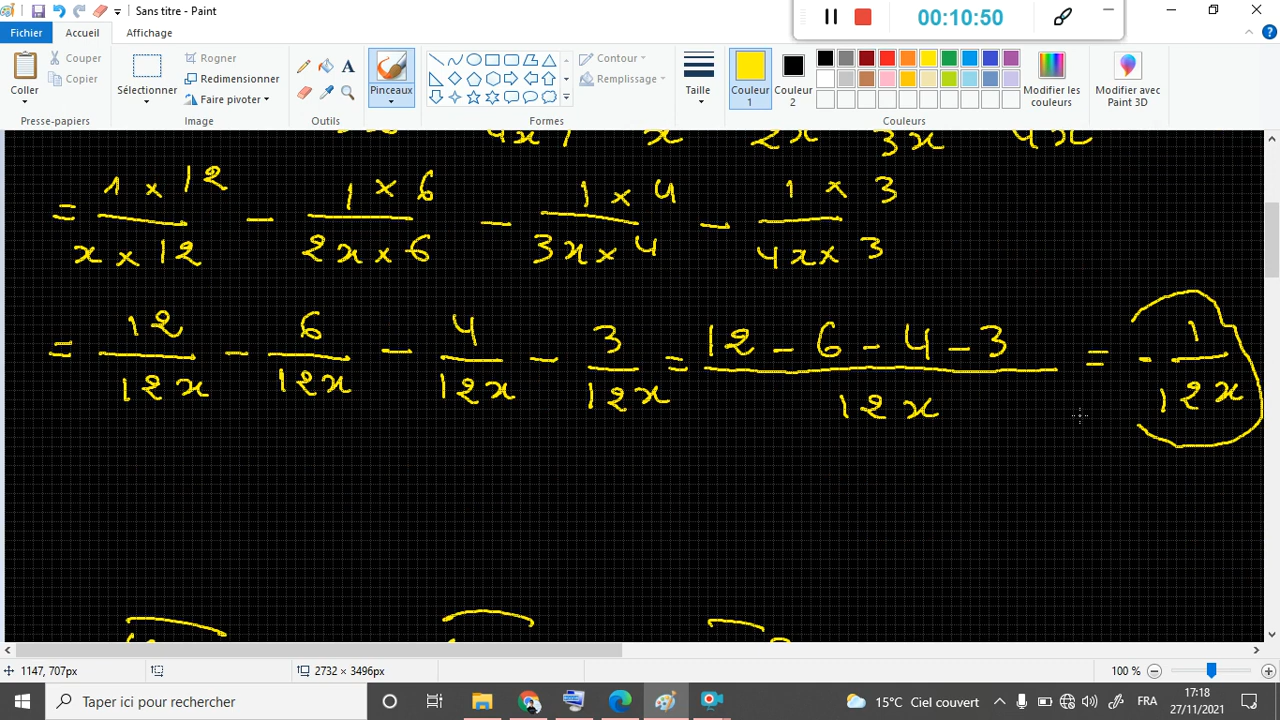 Sans titre - Paint
00:10:50
Fichier Accueil Affichage
Coller Couper Copier Sélectionner Rogner Redimensionner Faire pivoter Pinceaux Contour Remplissage Taille Couleur 1 Couleur 2 Modifier les couleurs Modifier avec Paint 3D
Presse-papiers Image Outils Formes Couleurs
4x x 2x 3x 4x
= (1 × 12)/(x × 12) - (1 × 6)/(2x × 6) - (1 × 4)/(3x × 4) - (1 × 3)/(4x × 3)
= 12/12x - 6/12x - 4/12x - 3/12x = (12 - 6 - 4 - 3)/12x = - 1/12x
1147, 707px 2732 × 3496px 100 %
Taper ici pour rechercher 15°C Ciel couvert FRA 17:18
27/11/2021